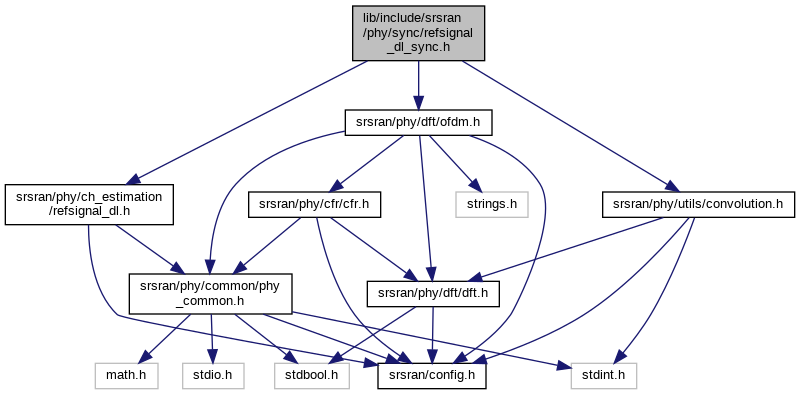 lib/include/srsran
/phy/sync/refsignal
_dl_sync.h
srsran/phy/dft/ofdm.h
srsran/phy/ch_estimation
/refsignal_dl.h
srsran/phy/cfr/cfr.h
strings.h
srsran/phy/utils/convolution.h
srsran/phy/common/phy
_common.h
srsran/phy/dft/dft.h
math.h
stdio.h
stdbool.h
srsran/config.h
stdint.h